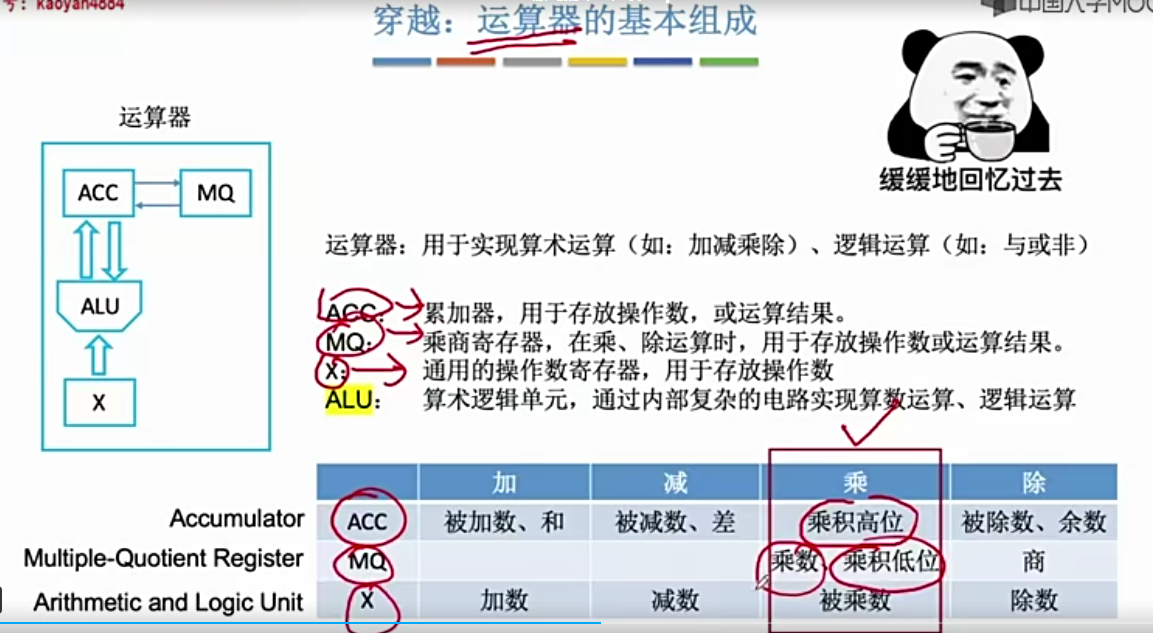 号：kaoyan4884
中国大学MOO
穿越：运算器的基本组成
运算器
ACC
MQ
ALU
X
缓缓地回忆过去
运算器：用于实现算术运算（如：加减乘除）、逻辑运算（如：与或非）
ACC： 累加器，用于存放操作数，或运算结果。
MQ： 乘商寄存器，在乘、除运算时，用于存放操作数或运算结果。
X： 通用的操作数寄存器，用于存放操作数
ALU： 算术逻辑单元，通过内部复杂的电路实现算数运算、逻辑运算
加 减 乘 除
Accumulator ACC 被加数、和 被减数、差 乘积高位 被除数、余数
Multiple-Quotient Register MQ 乘数、乘积低位 商
Arithmetic and Logic Unit X 加数 减数 被乘数 除数